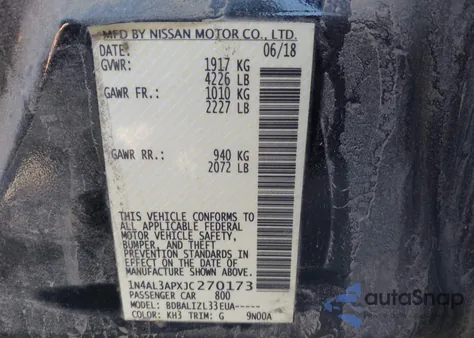 MFD BY NISSAN MOTOR CO., LTD.
DATE: 06/18
GVWR: 1917 KG
4226 LB
GAWR FR.: 1010 KG
2227 LB
GAWR RR.: 940 KG
2072 LB
THIS VEHICLE CONFORMS TO
ALL APPLICABLE FEDERAL
MOTOR VEHICLE SAFETY,
BUMPER, AND THEFT
PREVENTION STANDARDS
IN EFFECT ON THE DATE OF
MANUFACTURE SHOWN ABOVE.
1N4AL3APXJC270173
PASSENGER CAR 800
MODEL: BDBALIZL33EUA-----
COLOR: KH3 TRIM: G 9N00A
autoSnap